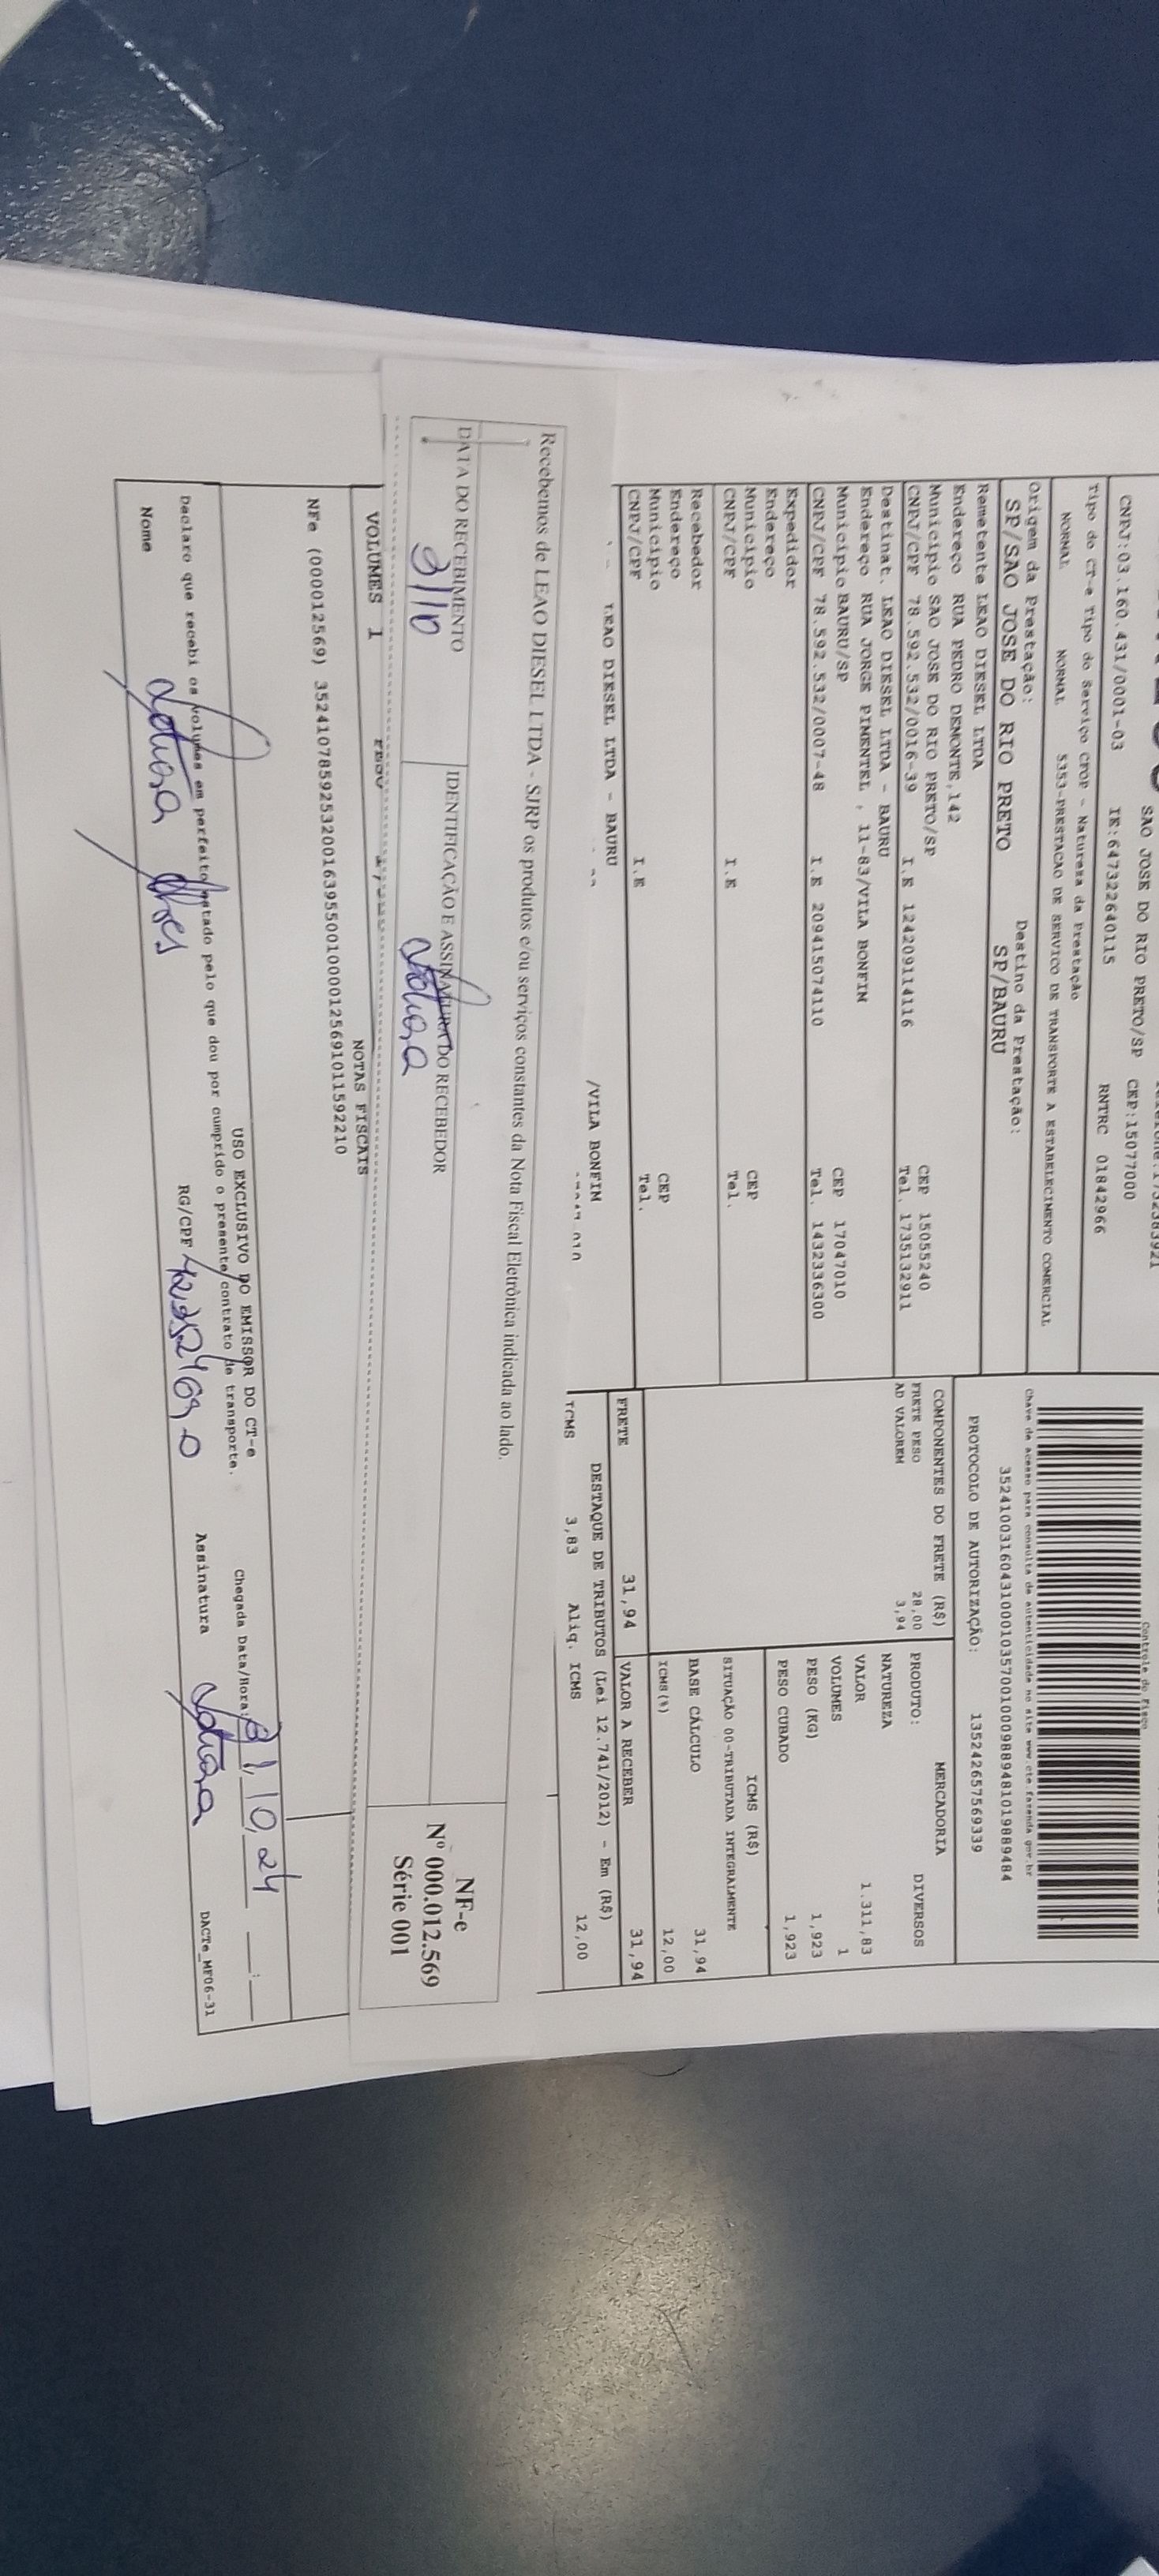 SAO JOSE DO RIO PRETO/SP CEP:15077000
CNPJ:03.160.431/0001-03 IE:647322640115 RNTRC 01842966
Tipo do CT-e Tipo do Serviço CFOP - Natureza da Prestação
NORMAL NORMAL 5353-PRESTACAO DE SERVICO DE TRANSPORTE A ESTABELECIMENTO COMERCIAL
Origem da Prestação: Destino da Prestação:
SP/SAO JOSE DO RIO PRETO SP/BAURU
Remetente LEAO DIESEL LTDA
Endereço RUA PEDRO DEMONTE,142
Município SAO JOSE DO RIO PRETO/SP CEP 15055240
CNPJ/CPF 78.592.532/0016-39 I.E 124209114116 Tel. 1735132911
Destinat. LEAO DIESEL LTDA - BAURU
Endereço RUA JORGE PIMENTEL , 11-83/VILA BONFIM
Município BAURU/SP CEP 17047010
CNPJ/CPF 78.592.532/0007-48 I.E 209415074110 Tel. 1432336300
Expedidor
Endereço
Município CEP
CNPJ/CPF I.E Tel.
Recebedor
Endereço
Município CEP
CNPJ/CPF I.E Tel.
LEAO DIESEL LTDA - BAURU
/VILA BONFIM
Controle do Fisco
Chave de acesso para consulta de autenticidade no site www.cte.fazenda.gov.br
PROTOCOLO DE AUTORIZAÇÃO: 135242657569339
COMPONENTES DO FRETE (R$)
FRETE PESO 28,00
AD VALOREM 3,94
MERCADORIA
PRODUTO: DIVERSOS
NATUREZA
VALOR 1.311,83
VOLUMES 1
PESO (KG) 1,923
PESO CUBADO 1,923
ICMS (R$)
SITUAÇÃO 00-TRIBUTADA INTEGRALMENTE
BASE CÁLCULO 31,94
ICMS(%) 12,00
FRETE 31,94 VALOR A RECEBER 31,94
DESTAQUE DE TRIBUTOS (Lei 12.741/2012) - Em (R$)
ICMS 3,83 Aliq. ICMS 12,00
Recebemos de LEAO DIESEL LTDA - SJRP os produtos e/ou serviços constantes da Nota Fiscal Eletrônica indicada ao lado.
DATA DO RECEBIMENTO IDENTIFICAÇÃO E ASSINATURA DO RECEBEDOR
31/10
NF-e
Nº 000.012.569
Série 001
VOLUMES 1
NOTAS FISCAIS
NFe (000012569) 35241078592532001639550010000125691011592210
USO EXCLUSIVO DO EMISSOR DO CT-e
Declaro que recebi os volumes em perfeito estado pelo que dou por cumprido o presente contrato de transporte.
Chegada Data/Hora: 31/10/24
Nome RG/CPF Assinatura
DACTe_MF06-31